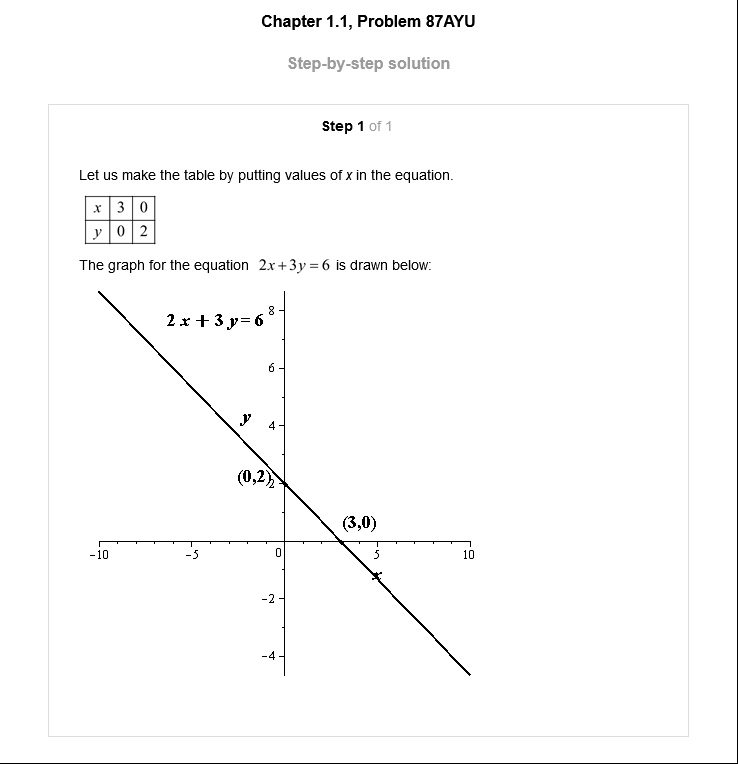 Chapter 1.1, Problem 87AYU
Step-by-step solution
Step 1 of 1
Let us make the table by putting values of x in the equation.
x 3 0
y 0 2
The graph for the equation 2x+3y=6 is drawn below:
8
2x+3y=6
6
y
4
(0,2)
2
(3,0)
-10 -5 0 5 10
x
-2
-4